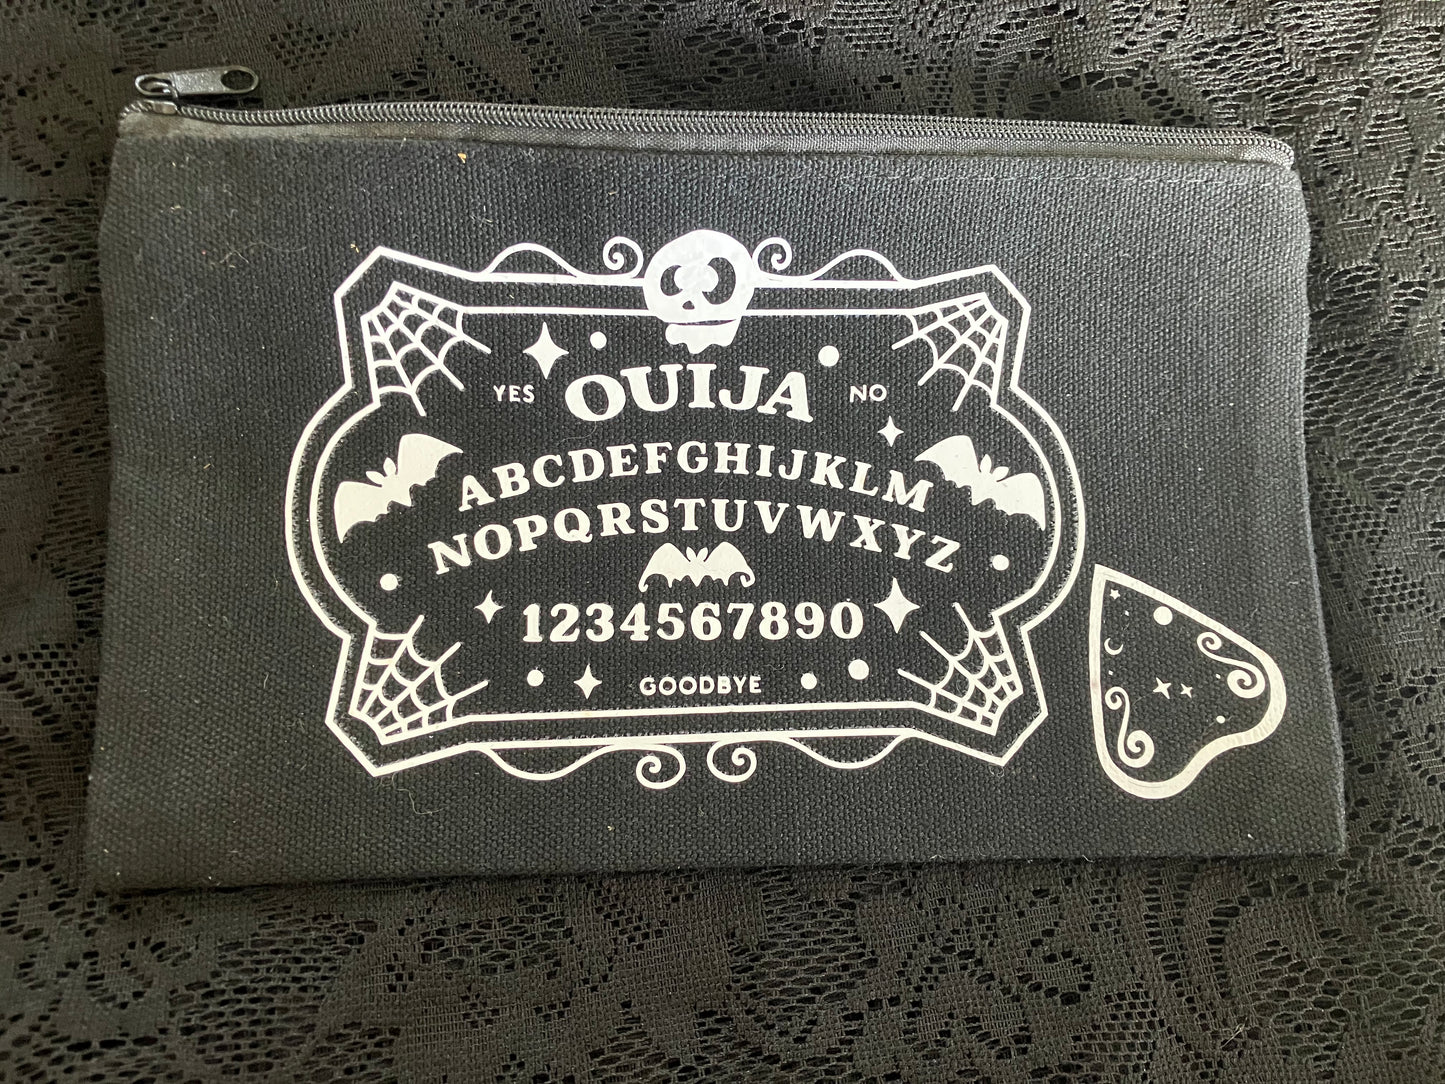 YES OUIJA NO
ABCDEFGHIJKLM
NOPQRSTUVWXYZ
1234567890
GOODBYE